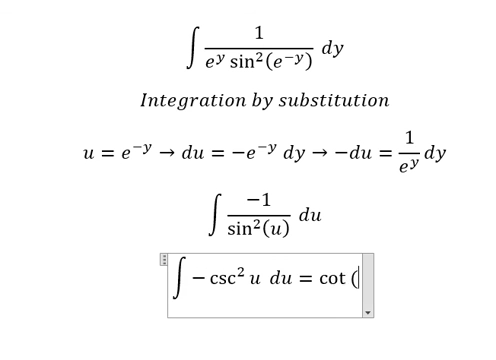 ∫ 1/(e^y sin²(e^−y)) dy
Integration by substitution
u = e^−y → du = −e^−y dy → −du = 1/e^y dy
∫ −1/sin²(u) du
∫ − csc² u du = cot (